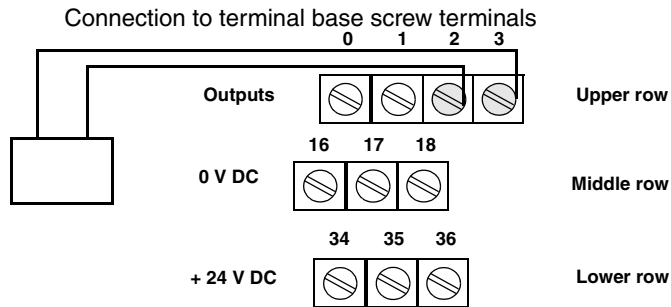 Connection to terminal base screw terminals
0 1 2 3
Outputs Upper row
16 17 18
0 V DC Middle row
34 35 36
+ 24 V DC Lower row